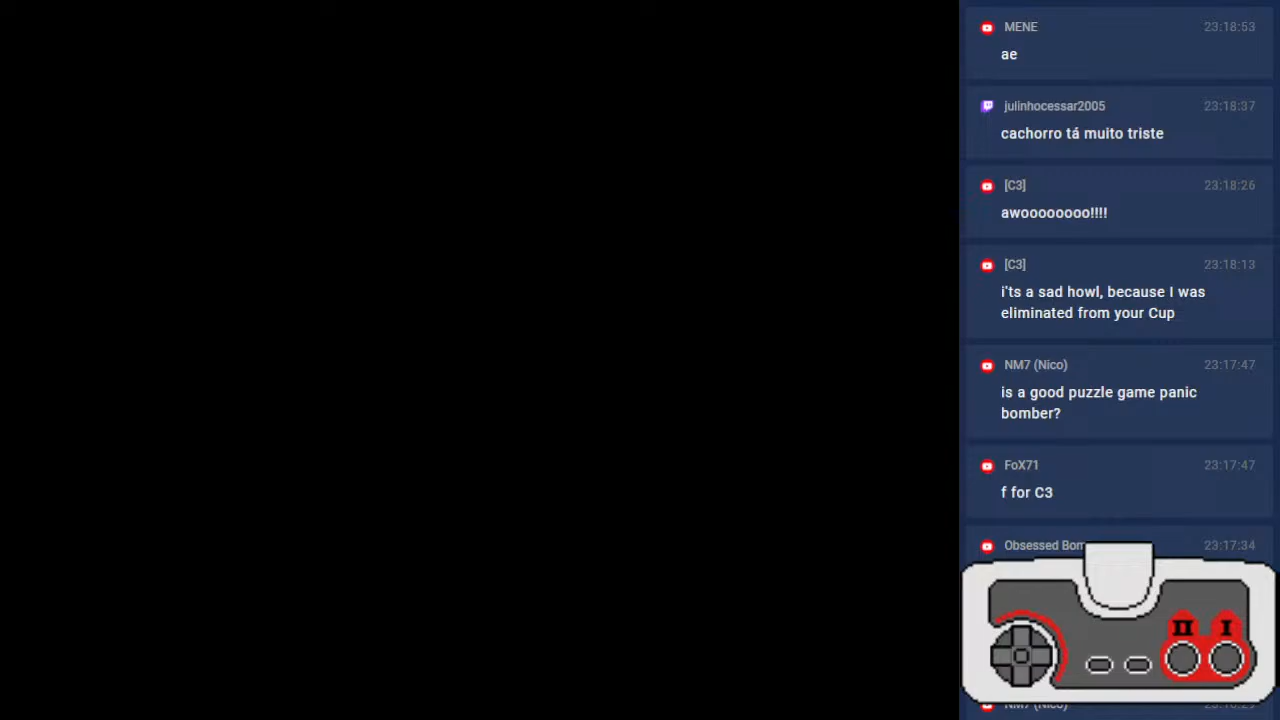 MENE 23:18:53
ae
julinhocessar2005 23:18:37
cachorro tá muito triste
[C3] 23:18:26
awoooooooo!!!!
[C3] 23:18:13
i'ts a sad howl, because I was
eliminated from your Cup
NM7 (Nico) 23:17:47
is a good puzzle game panic
bomber?
FoX71 23:17:47
f for C3
Obsessed 23:17:34
II I
NM7 (Nico)